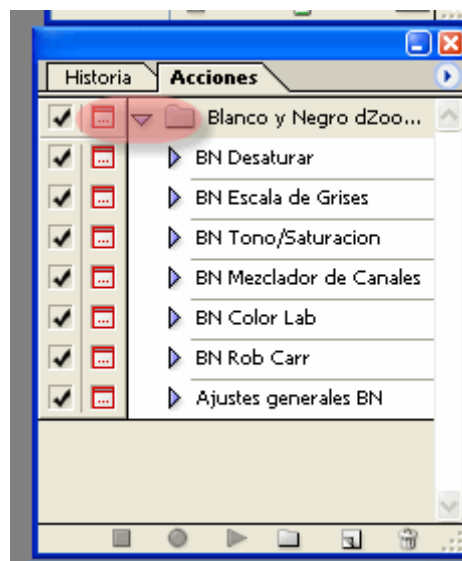 Historia Acciones
Blanco y Negro dZoo...
BN Desaturar
BN Escala de Grises
BN Tono/Saturacion
BN Mezclador de Canales
BN Color Lab
BN Rob Carr
Ajustes generales BN